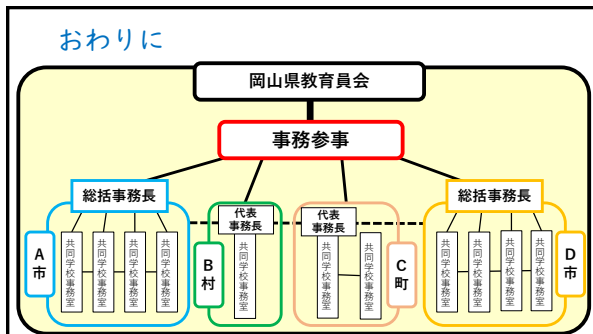 おわりに
岡山県教育員会
事務参事
総括事務長
代表
事務長
代表
事務長
総括事務長
A市
共同学校事務室
共同学校事務室
共同学校事務室
共同学校事務室
B村
共同学校事務室
共同学校事務室
共同学校事務室
C町
共同学校事務室
共同学校事務室
共同学校事務室
共同学校事務室
D市